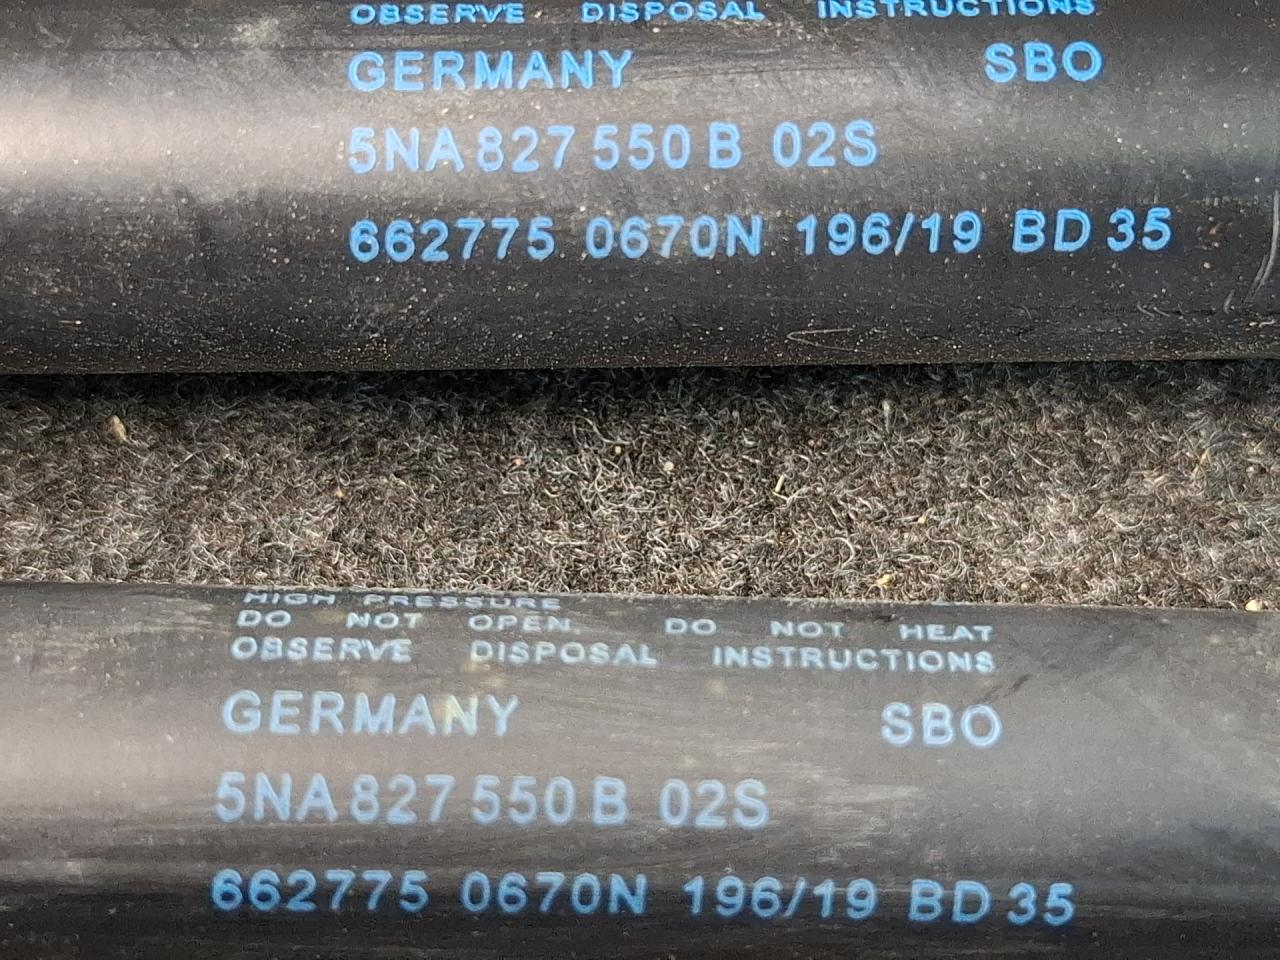 OBSERVE DISPOSAL INSTRUCTIONS
GERMANY SBO
5NA 827 550 B 02S
662775 0670N 196/19 BD 35
HIGH PRESSURE
DO NOT OPEN. DO NOT HEAT
OBSERVE DISPOSAL INSTRUCTIONS
GERMANY SBO
5NA 827 550 B 02S
662775 0670N 196/19 BD 35